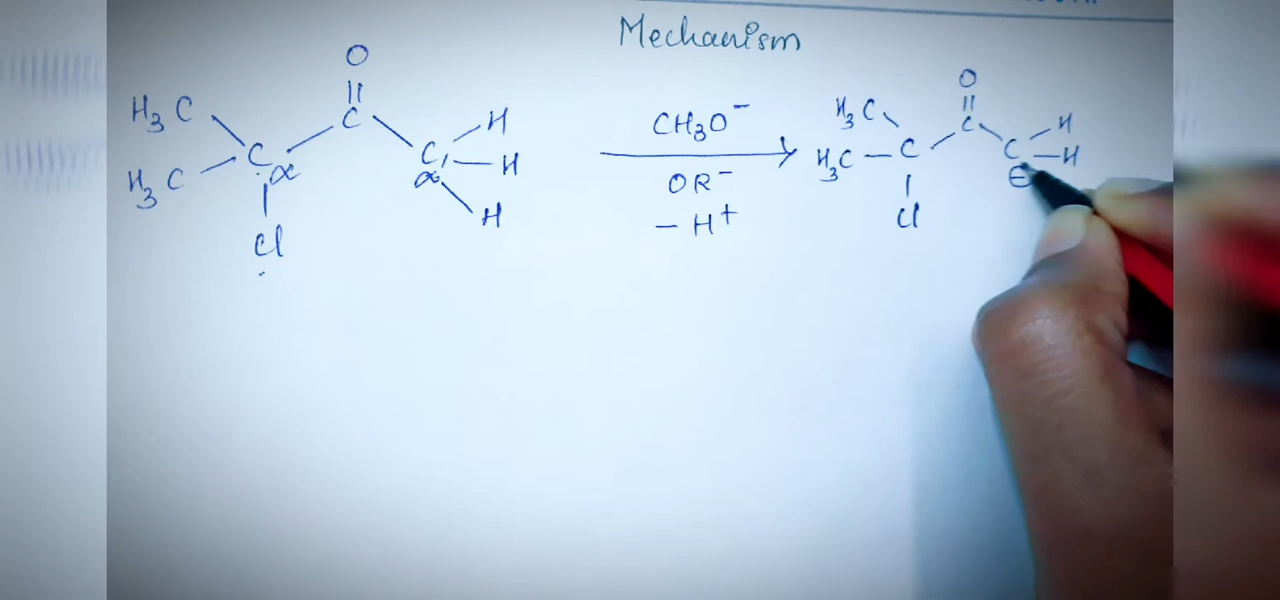 Mechanism
O
||
H3C C H
H3C C α C α H
Cl H
CH3O−
OR−
− H+
O
||
H3C C H
H3C — C C — H
Cl ⊖